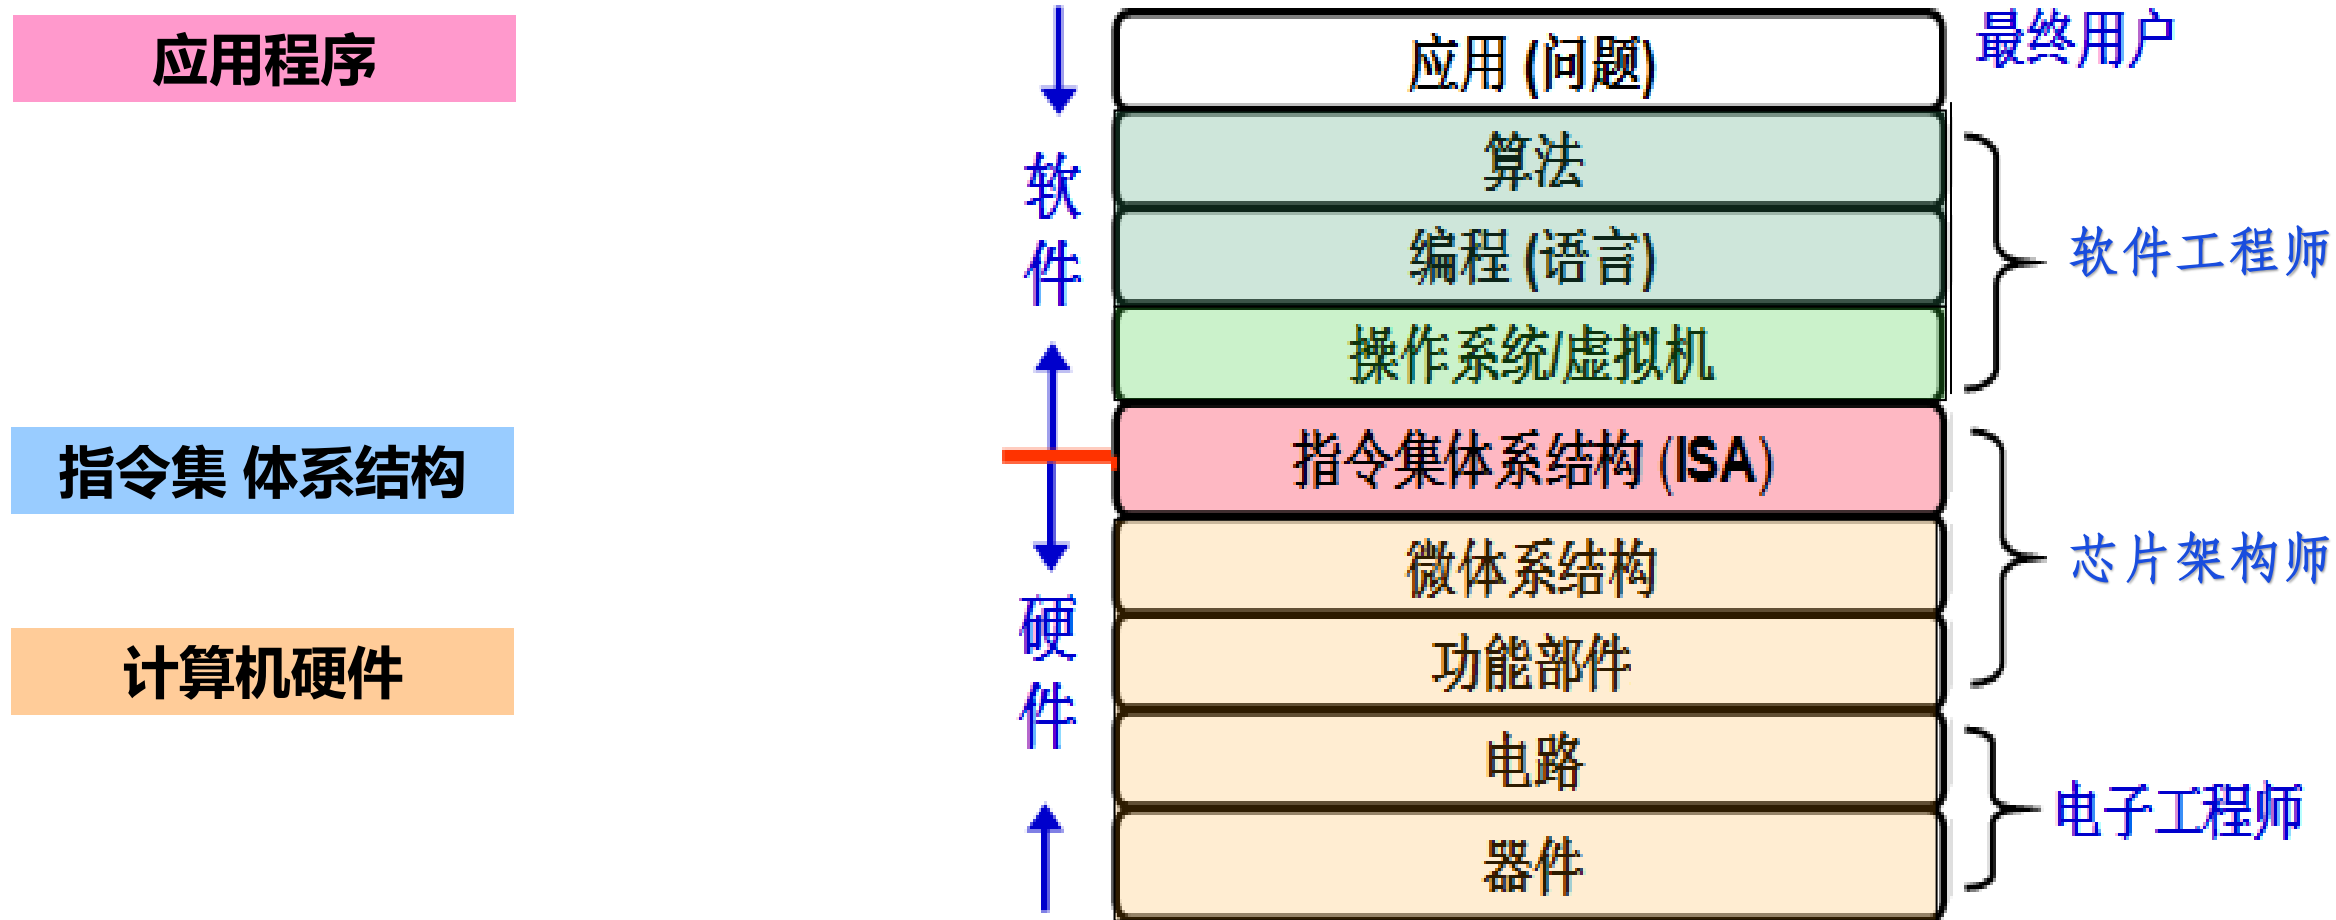 应用程序
指令集 体系结构
计算机硬件
软件
硬件
应用 (问题)
算法
编程 (语言)
操作系统/虚拟机
指令集体系结构 (ISA)
微体系结构
功能部件
电路
器件
最终用户
软件工程师
芯片架构师
电子工程师